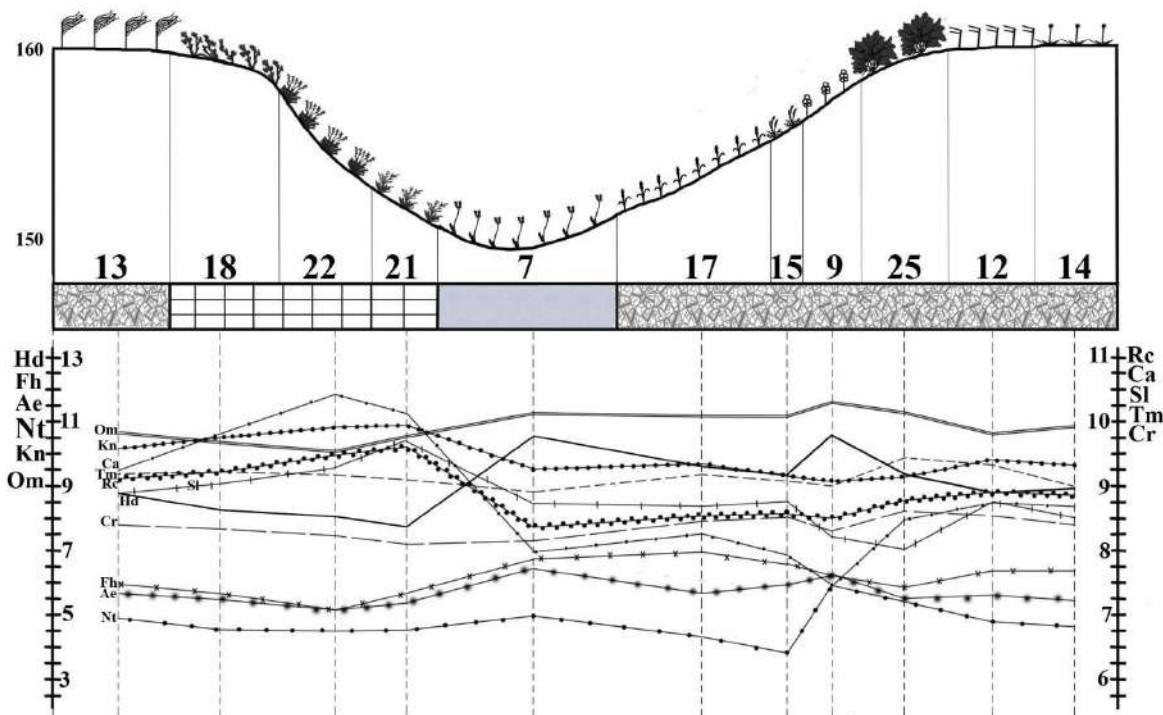 160
150
13 18 22 21 7 17 15 9 25 12 14
Hd 13 11 Rc
Fh Ca
Ae Sl
Nt 11 10 Tm
Kn Cr
Om 9 9
7 8
5 7
3 6
Om
Kn
Ca
Tm
Rc Sl
Hd
Cr
Fh
Ae
Nt